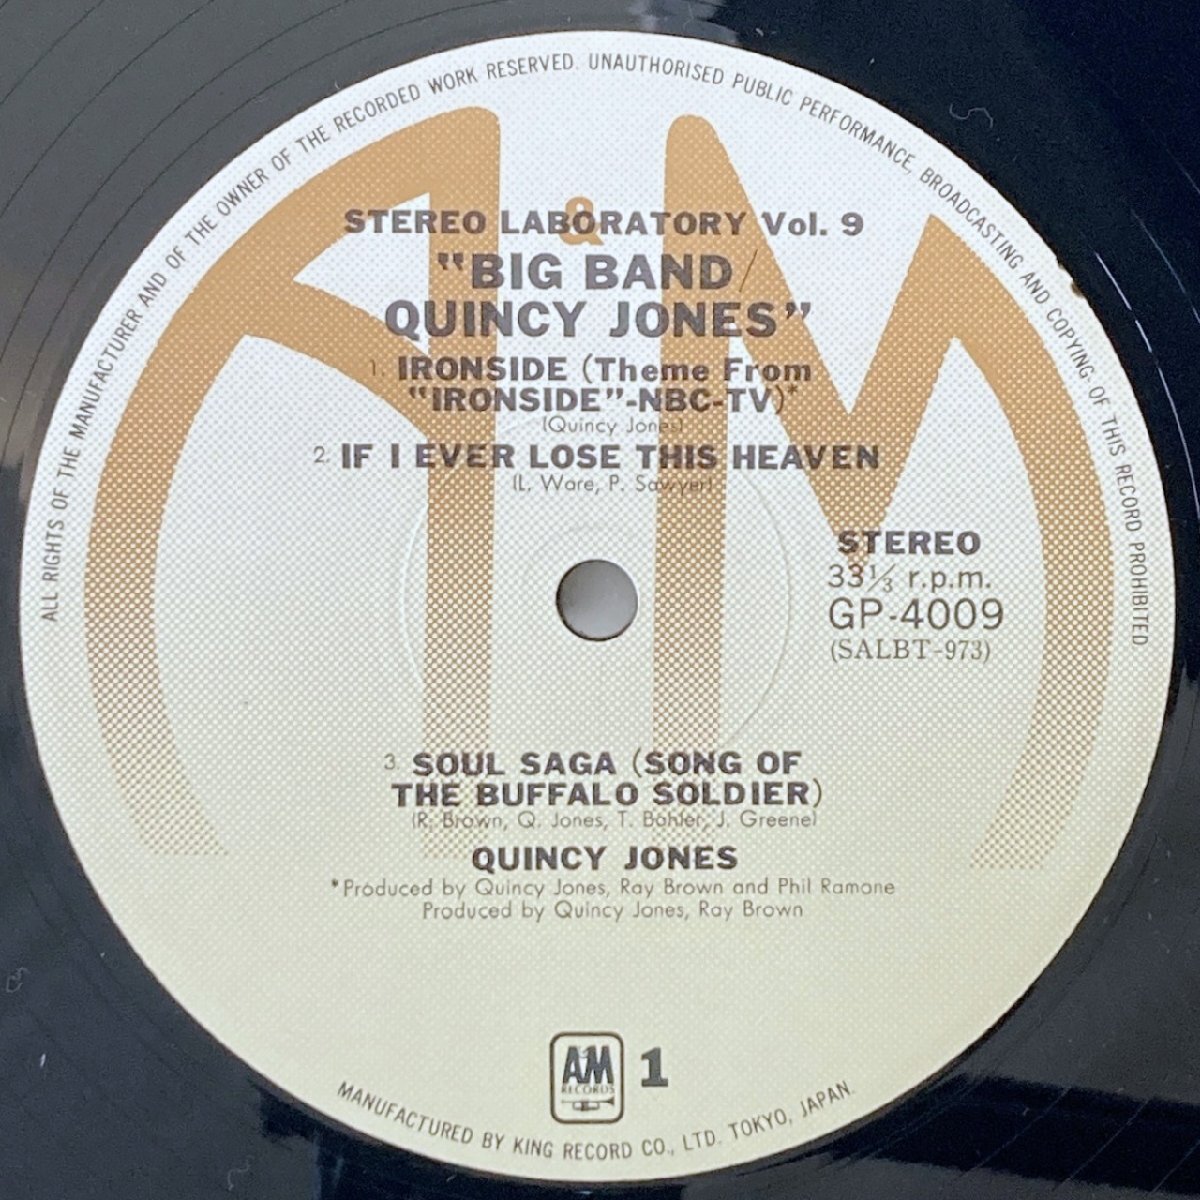 ALL RIGHTS OF THE MANUFACTURER AND OF THE OWNER OF THE RECORDED WORK RESERVED. UNAUTHORISED PUBLIC PERFORMANCE, BROADCASTING AND COPYING OF THIS RECORD PROHIBITED
A&M
STEREO LABORATORY Vol. 9
"BIG BAND/
QUINCY JONES"
1. IRONSIDE (Theme From
"IRONSIDE"-NBC-TV)*
(Quincy Jones)
2. IF I EVER LOSE THIS HEAVEN
(L. Ware, P. Sawyer)
STEREO
33⅓ r.p.m.
GP-4009
(SALBT-973)
3. SOUL SAGA (SONG OF
THE BUFFALO SOLDIER)
(R. Brown, Q. Jones, T. Bahler, J. Greene)
QUINCY JONES
*Produced by Quincy Jones, Ray Brown and Phil Ramone
Produced by Quincy Jones, Ray Brown
A&M
RECORDS
1
MANUFACTURED BY KING RECORD CO., LTD. TOKYO, JAPAN.